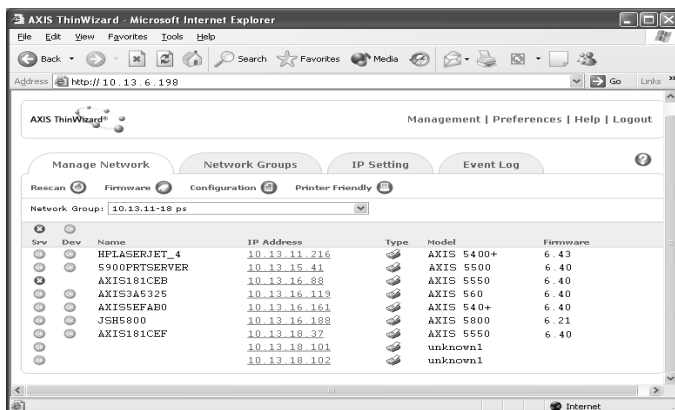 AXIS ThinWizard - Microsoft Internet Explorer
File Edit View Favorites Tools Help
Back Search Favorites Media
Address http://10.13.6.198 Go Links »
AXIS ThinWizard® Management | Preferences | Help | Logout
Manage Network Network Groups IP Setting Event Log ?
Rescan Firmware Configuration Printer Friendly
Network Group: 10.13.11-18 ps
Srv Dev Name IP Address Type Model Firmware
HPLASERJET_4 10.13.11.216 AXIS 5400+ 6.43
5900PRTSERVER 10.13.15.41 AXIS 5500 6.40
AXIS181CEB 10.13.16.88 AXIS 5550 6.40
AXIS3A5325 10.13.16.119 AXIS 560 6.40
AXIS5EFAB0 10.13.16.161 AXIS 540+ 6.40
JSH5800 10.13.16.188 AXIS 5800 6.21
AXIS181CEF 10.13.18.37 AXIS 5550 6.40
10.13.18.101 unknown1
10.13.18.102 unknown1
Internet